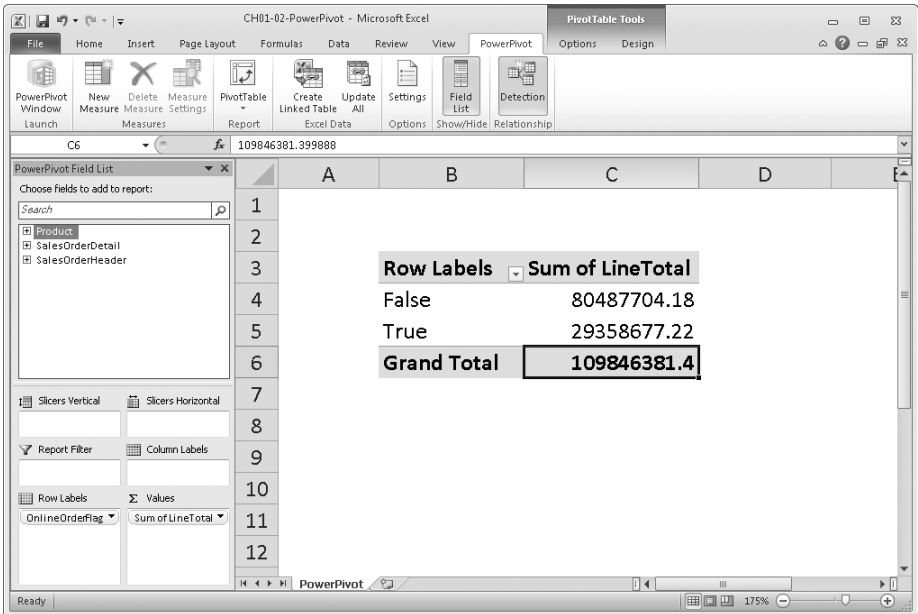 CH01-02-PowerPivot - Microsoft Excel
PivotTable Tools
File Home Insert Page Layout Formulas Data Review View PowerPivot Options Design
PowerPivot Window
New Measure
Delete Measure
Measure Settings
PivotTable
Create Linked Table
Update All
Settings
Field List
Detection
Launch Measures Report Excel Data Options Show/Hide Relationship
C6 fx 109846381.399888
PowerPivot Field List
Choose fields to add to report:
Search
Product
SalesOrderDetail
SalesOrderHeader
Slicers Vertical Slicers Horizontal
Report Filter Column Labels
Row Labels Σ Values
OnlineOrderFlag Sum of LineTotal
A B C D E
1
2
3 Row Labels Sum of LineTotal
4 False 80487704.18
5 True 29358677.22
6 Grand Total 109846381.4
7
8
9
10
11
12
PowerPivot
Ready 175%